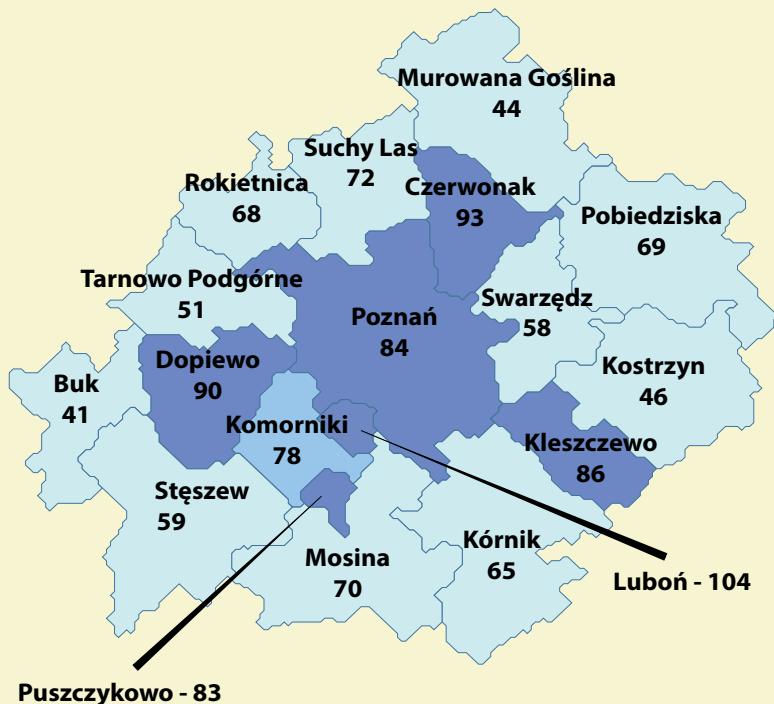 Murowana Goślina
44
Suchy Las
72
Czerwonak
93
Rokietnica
68
Pobiedziska
69
Tarnowo Podgórne
51
Swarzędz
58
Poznań
84
Dopiewo
90
Kostrzyn
46
Buk
41
Komorniki
78
Kleszczewo
86
Stęszew
59
Mosina
70
Kórnik
65
Luboń - 104
Puszczykowo - 83